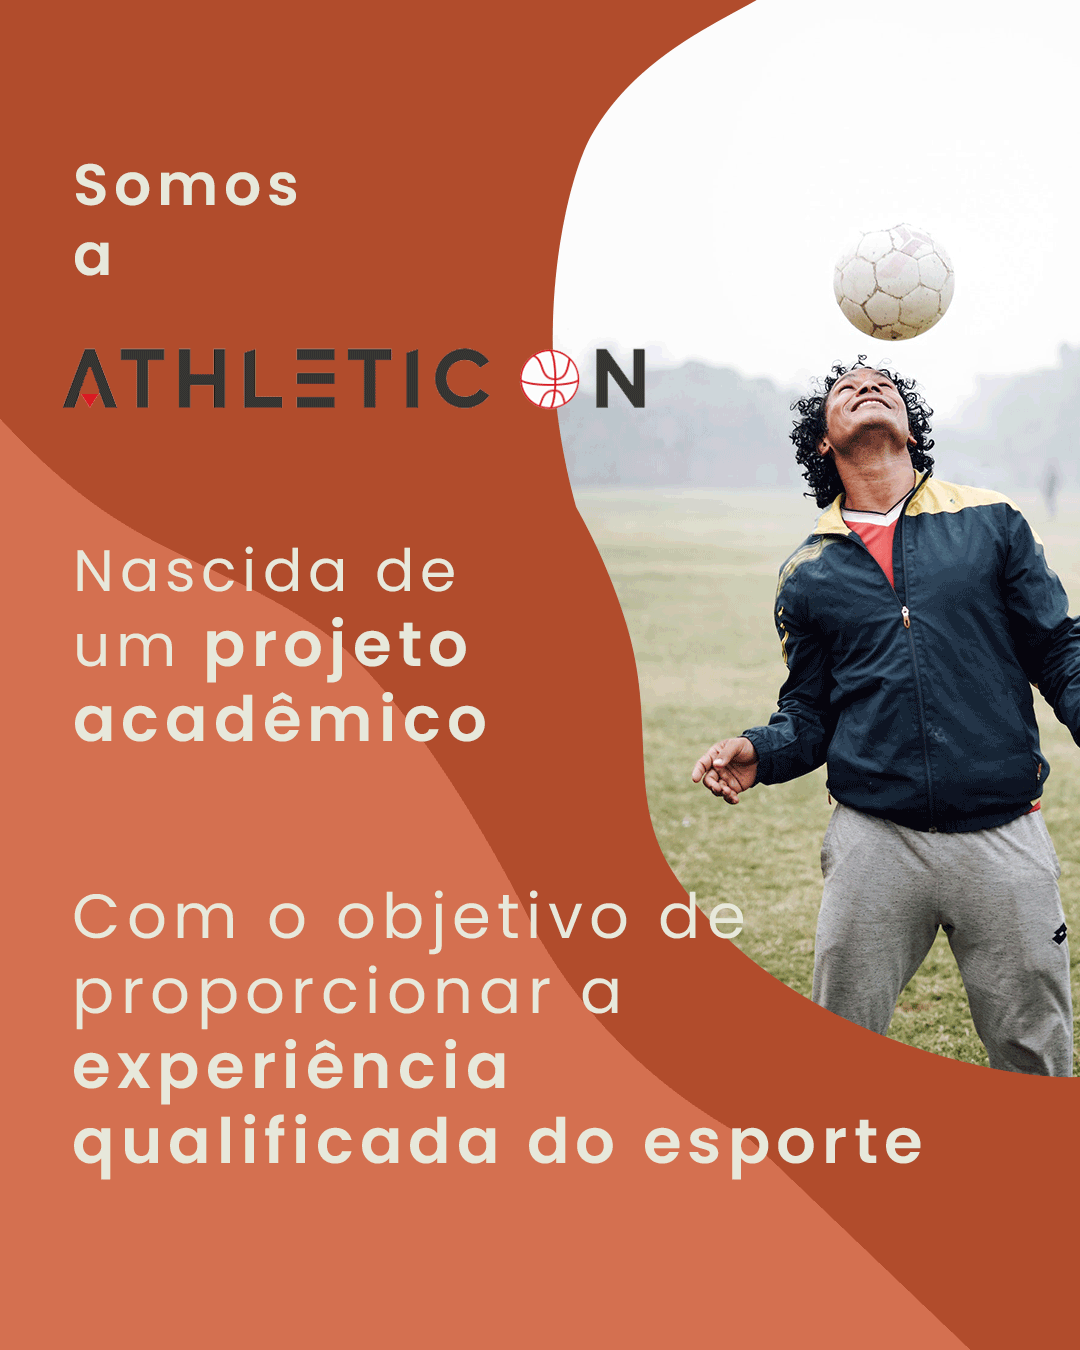 Somos
a
ATHLETICON
Nascida de
um projeto
acadêmico
Com o objetivo de
proporcionar a
experiência
qualificada do esporte